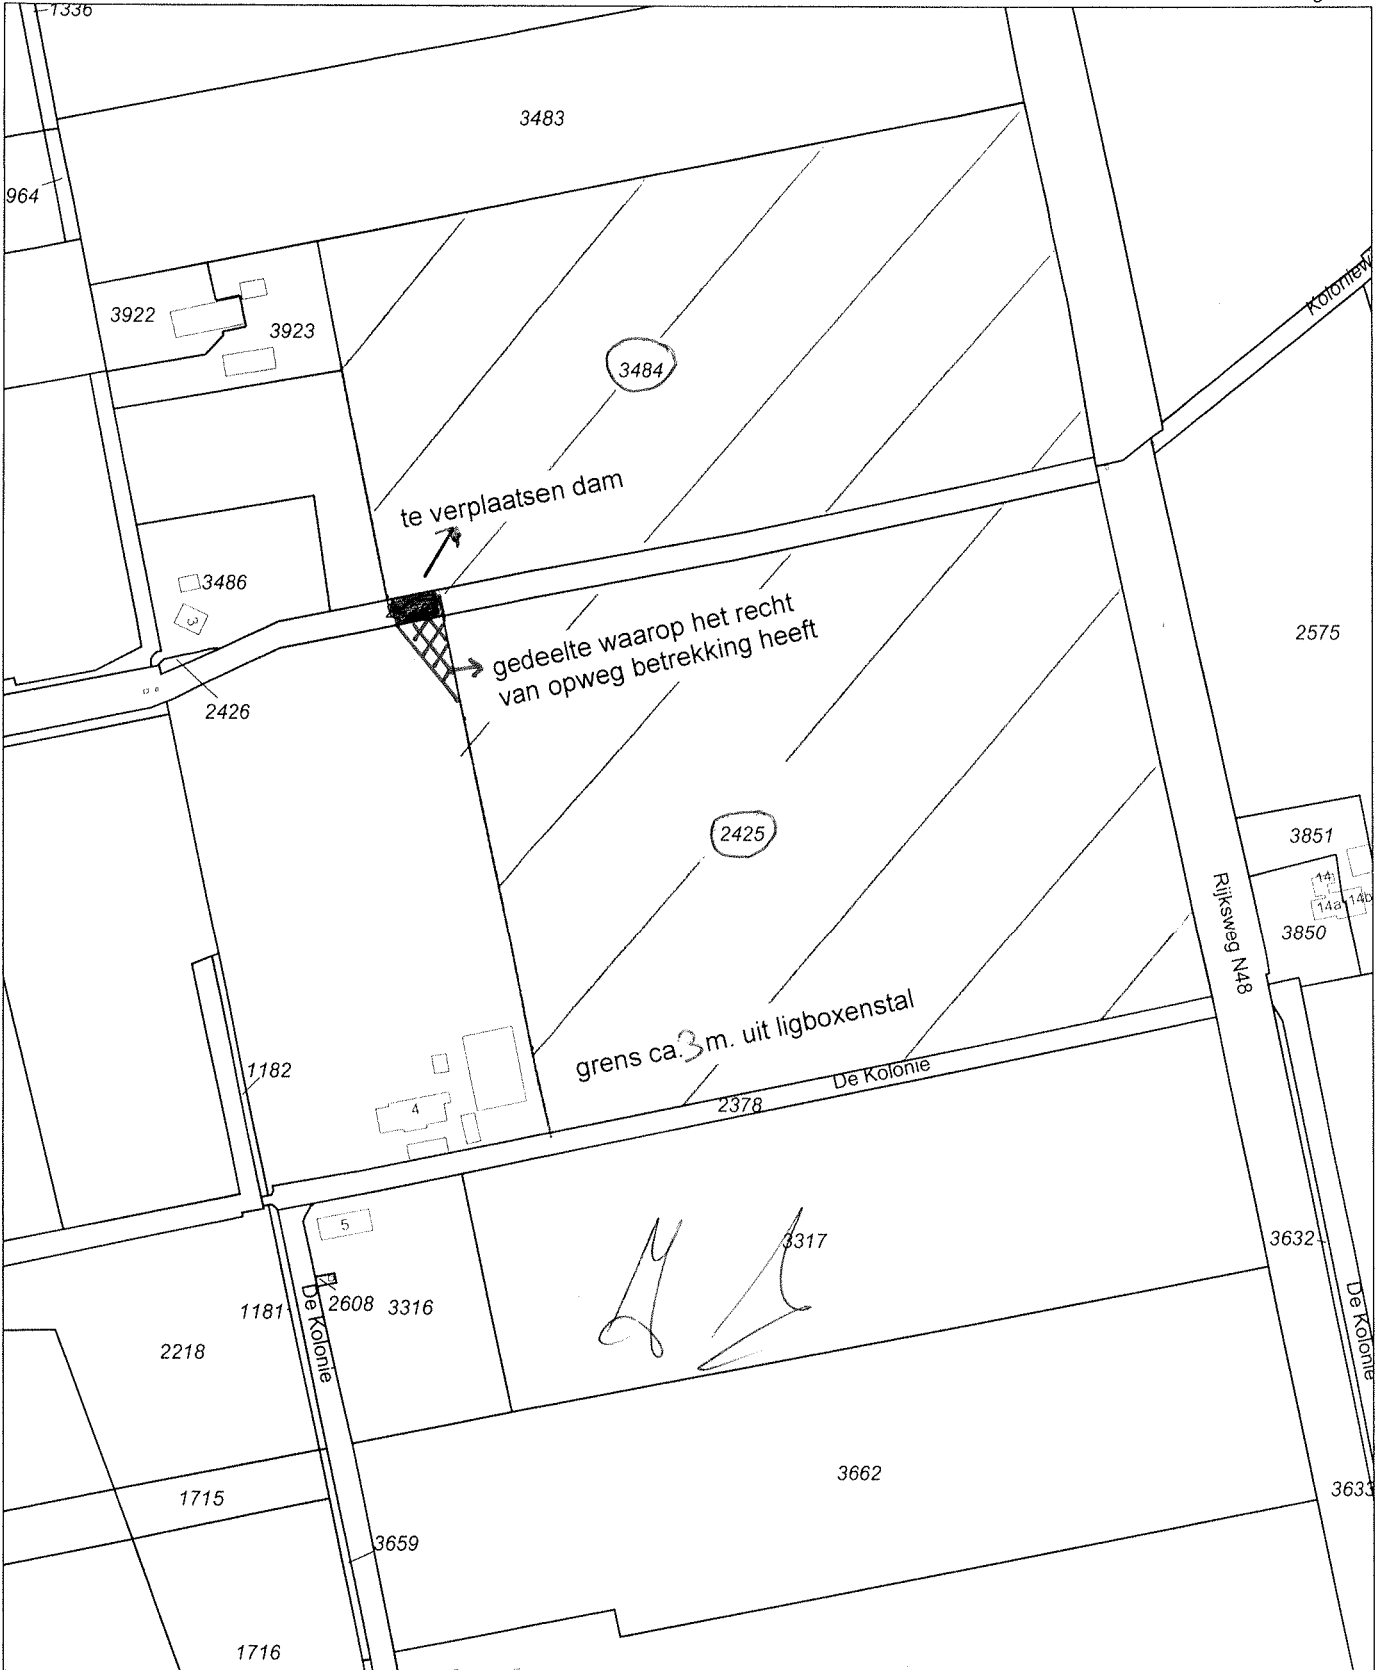 1336
3483
964
3922
3923
Koloniew
3484
te verplaatsen dam
3486
3
gedeelte waarop het recht
van opweg betrekking heeft
2575
2426
2425
3851
14
14a
14b
3850
Rijksweg N48
grens ca. 3 m. uit ligboxenstal
1182
4
De Kolonie
2378
5
3317
3632
1181
De Kolonie
2608
3316
De Kolonie
2218
3662
1715
3633
3659
1716